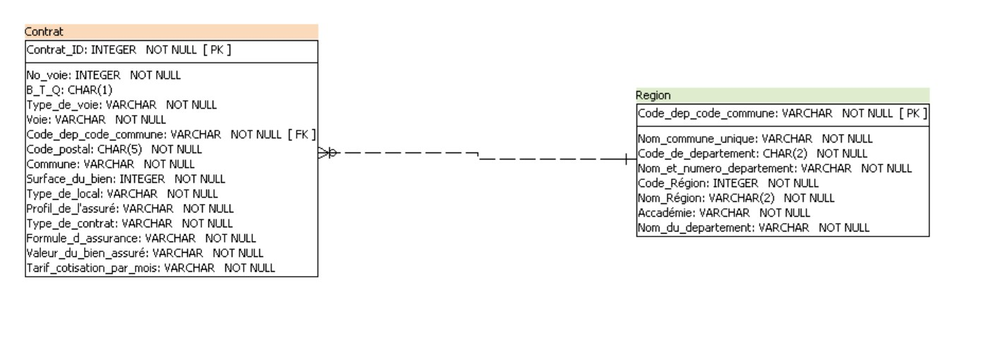 Contrat
Contrat_ID: INTEGER NOT NULL [ PK ]
No_voie: INTEGER NOT NULL
B_T_Q: CHAR(1)
Type_de_voie: VARCHAR NOT NULL
Voie: VARCHAR NOT NULL
Code_dep_code_commune: VARCHAR NOT NULL [ FK ]
Code_postal: CHAR(5) NOT NULL
Commune: VARCHAR NOT NULL
Surface_du_bien: INTEGER NOT NULL
Type_de_local: VARCHAR NOT NULL
Profil_de_l'assuré: VARCHAR NOT NULL
Type_de_contrat: VARCHAR NOT NULL
Formule_d_assurance: VARCHAR NOT NULL
Valeur_du_bien_assuré: VARCHAR NOT NULL
Tarif_cotisation_par_mois: VARCHAR NOT NULL
Region
Code_dep_code_commune: VARCHAR NOT NULL [ PK ]
Nom_commune_unique: VARCHAR NOT NULL
Code_de_departement: CHAR(2) NOT NULL
Nom_et_numero_departement: VARCHAR NOT NULL
Code_Région: INTEGER NOT NULL
Nom_Région: VARCHAR(2) NOT NULL
Accadémie: VARCHAR NOT NULL
Nom_du_departement: VARCHAR NOT NULL